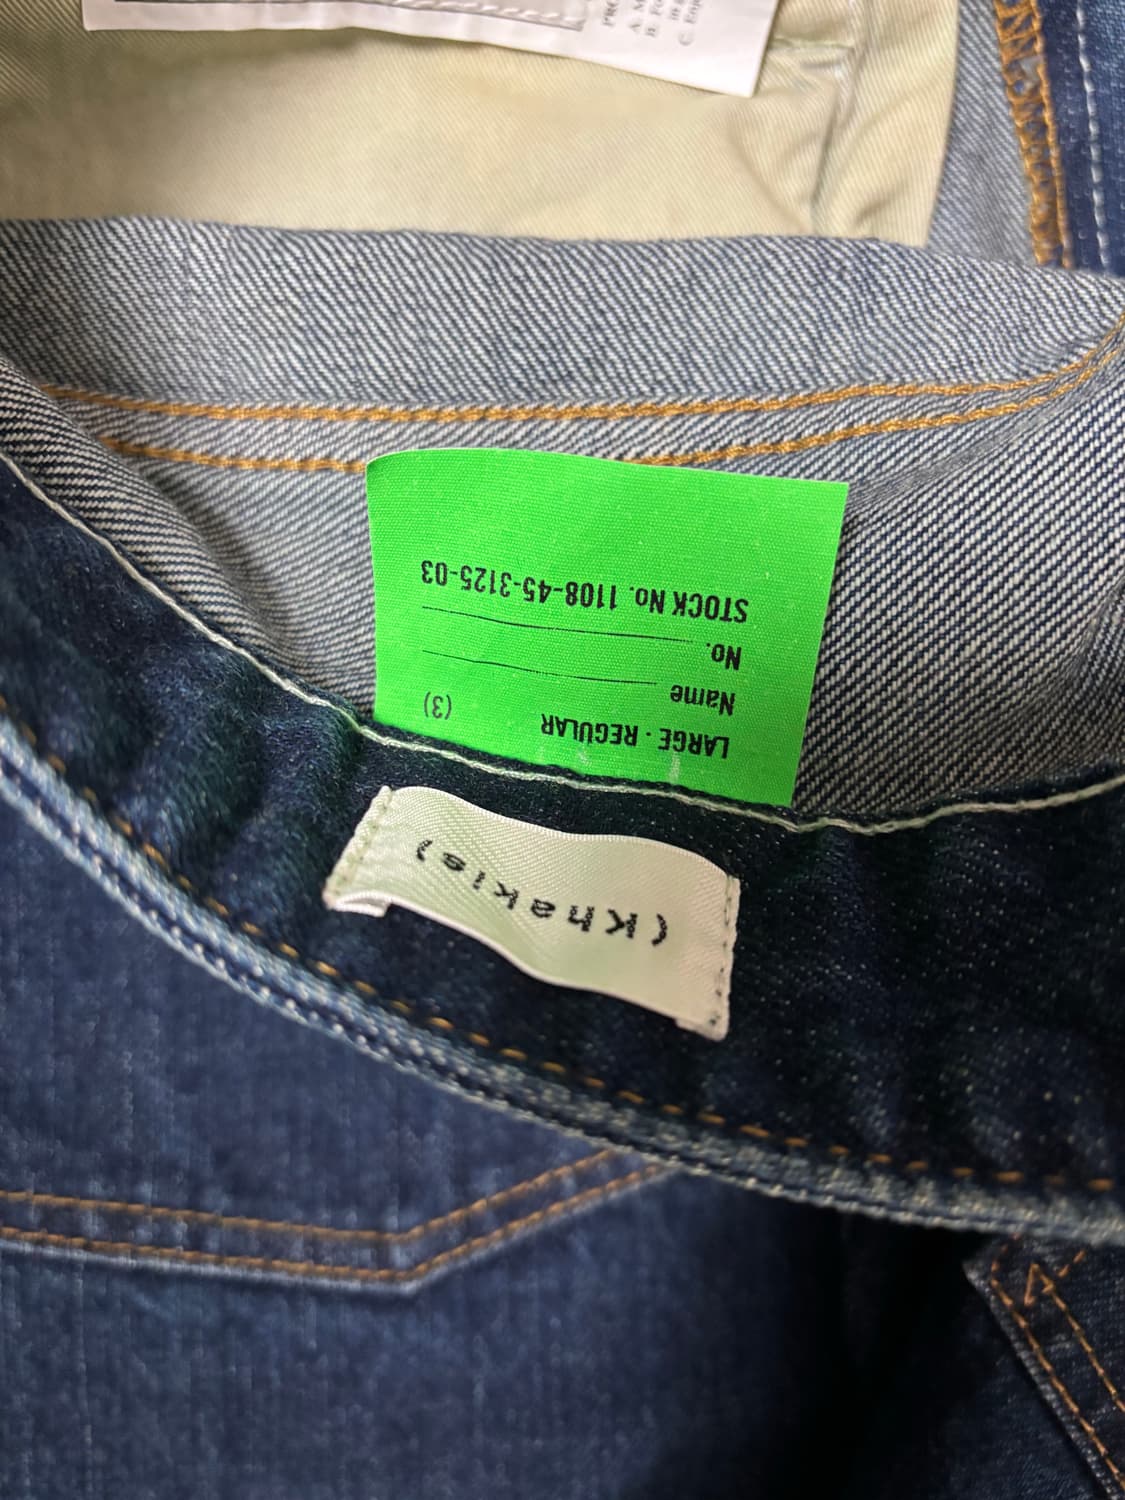 (Khakis)
LARGE - REGULAR (3)
Name
No.
STOCK No. 1108-45-3125-03
A.
B.
C.